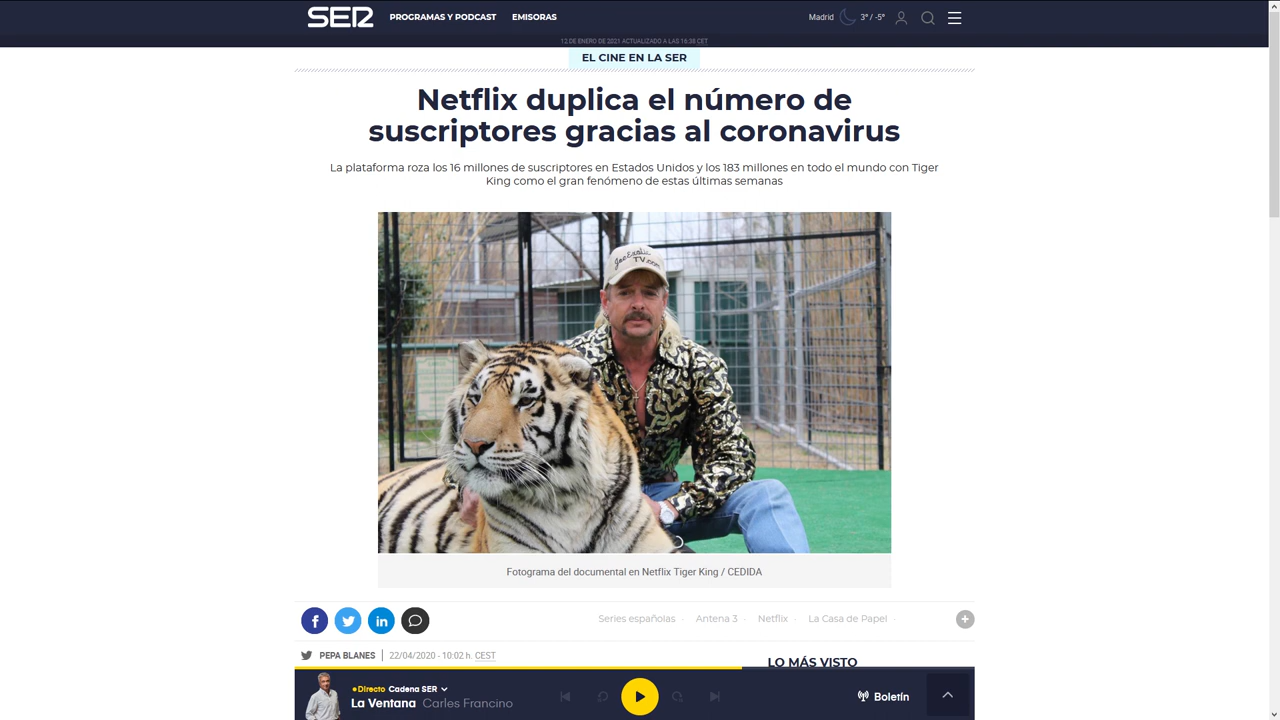 SER
PROGRAMAS Y PODCAST
EMISORAS
Madrid
3° / -5°
12 DE ENERO DE 2021 ACTUALIZADO A LAS 16:38 CET
EL CINE EN LA SER
Netflix duplica el número de
suscriptores gracias al coronavirus
La plataforma roza los 16 millones de suscriptores en Estados Unidos y los 183 millones en todo el mundo con Tiger
King como el gran fenómeno de estas últimas semanas
Joe Exotic
TV.com
Fotograma del documental en Netflix Tiger King / CEDIDA
Series españolas · Antena 3 · Netflix · La Casa de Papel ·
PEPA BLANES | 22/04/2020 - 10:02 h. CEST
LO MÁS VISTO
Directo Cadena SER
La Ventana Carles Francino
Boletín